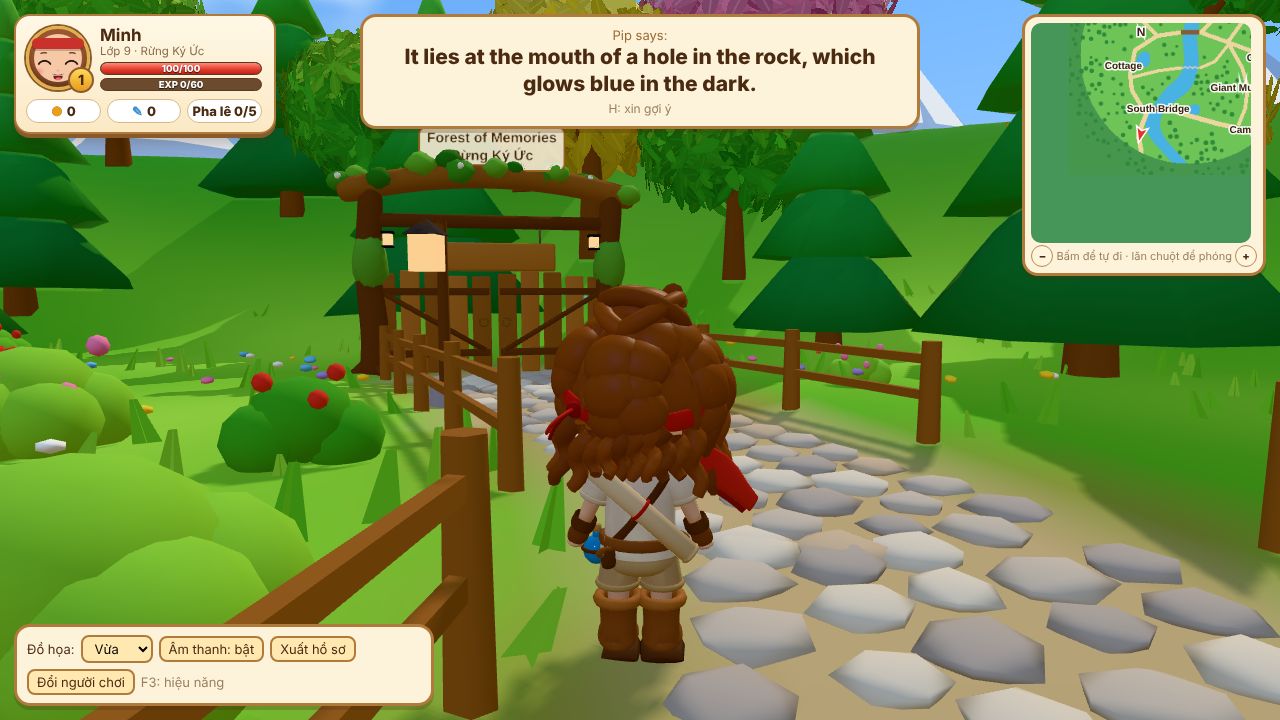 Minh
Lớp 9 · Rừng Ký Ức
100/100
EXP 0/60
1
0
0
Pha lê 0/5
Pip says:
It lies at the mouth of a hole in the rock, which
glows blue in the dark.
H: xin gợi ý
Forest of Memories
Rừng Ký Ức
N
Cottage
Giant Mu
South Bridge
Cam
− Bấm để tự đi · lăn chuột để phóng +
Đồ họa: Vừa Âm thanh: bật Xuất hồ sơ
Đổi người chơi F3: hiệu năng